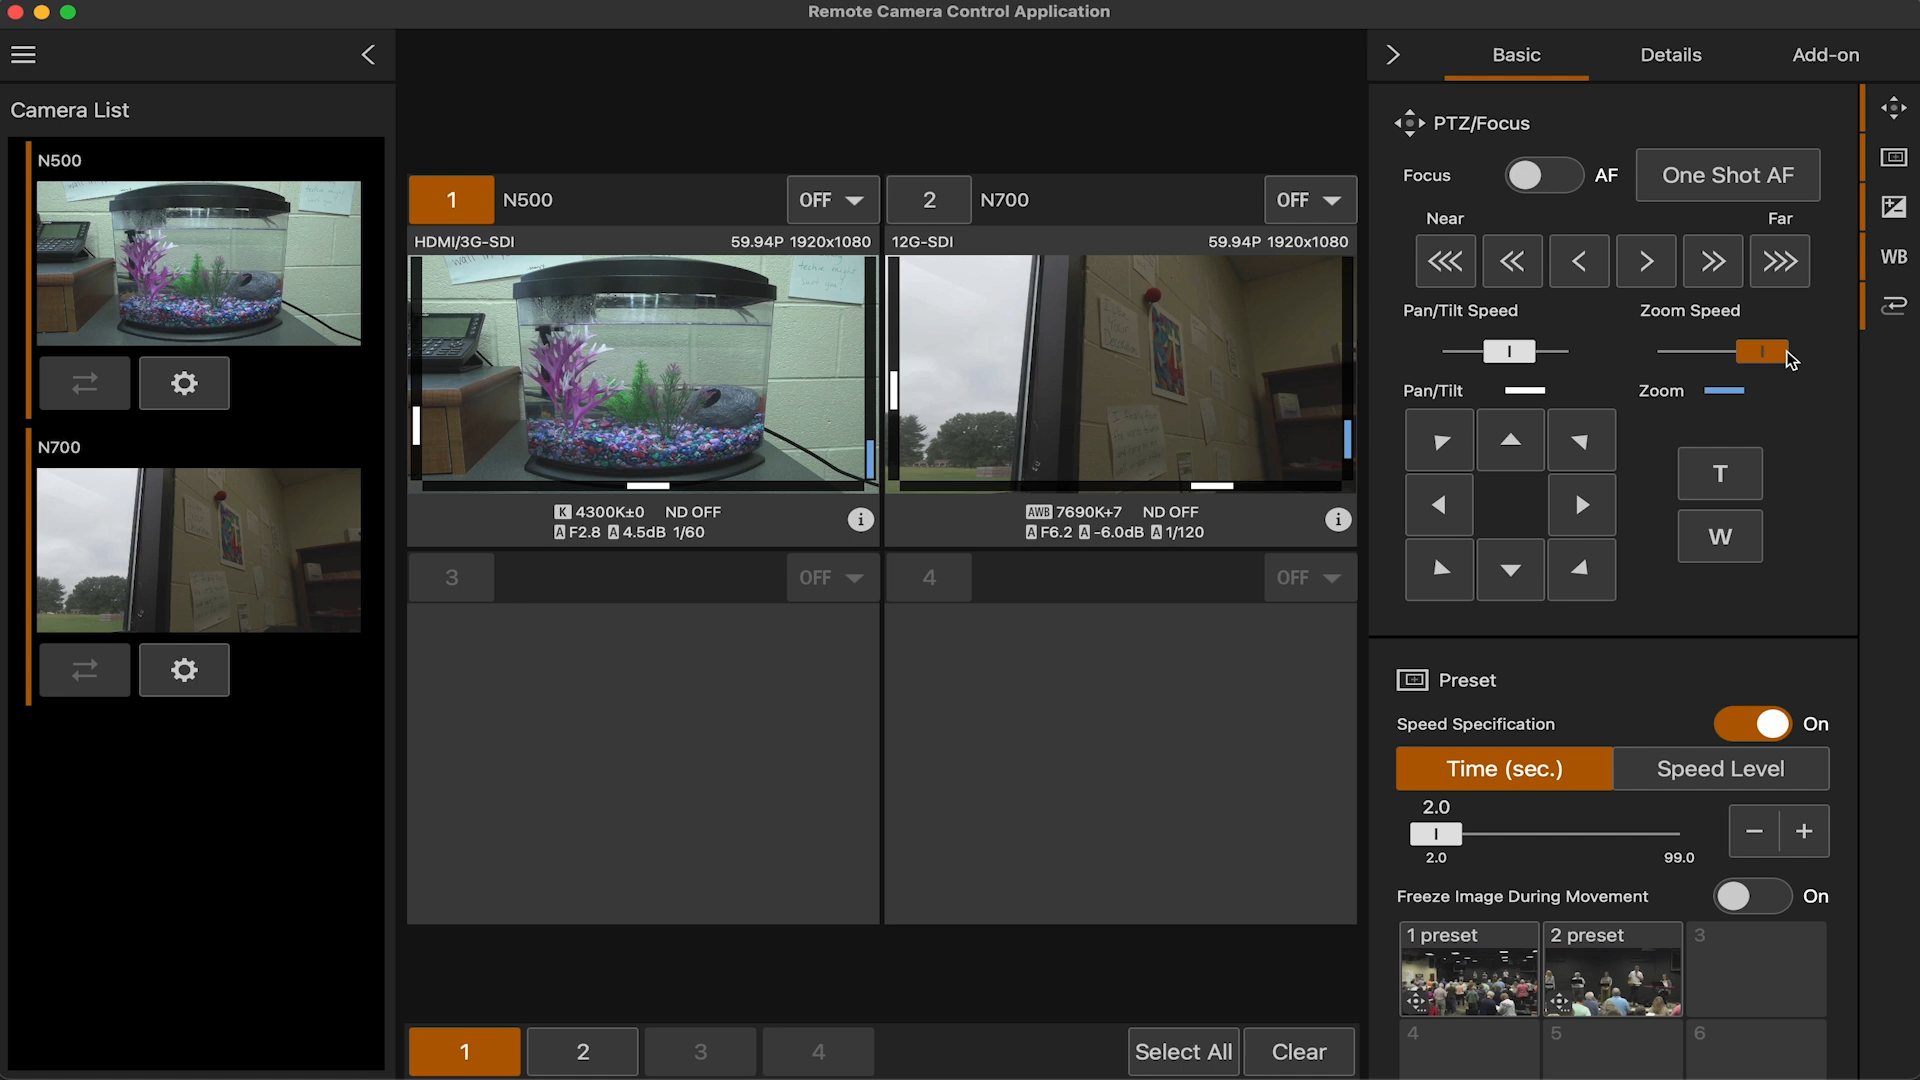 Remote Camera Control Application
Basic
Details
Add-on
Camera List
N500
N700
1
N500
OFF
HDMI/3G-SDI
59.94P 1920x1080
K 4300K±0 ND OFF
A F2.8 A 4.5dB 1/60
2
N700
OFF
12G-SDI
59.94P 1920x1080
AWB 7690K+7 ND OFF
A F6.2 A -6.0dB A 1/120
3
OFF
4
OFF
1
2
3
4
Select All
Clear
PTZ/Focus
Focus
AF
One Shot AF
Near
Far
Pan/Tilt Speed
Zoom Speed
Pan/Tilt
Zoom
T
W
WB
Preset
Speed Specification
On
Time (sec.)
Speed Level
2.0
2.0
99.0
Freeze Image During Movement
On
1 preset
2 preset
3
4
5
6